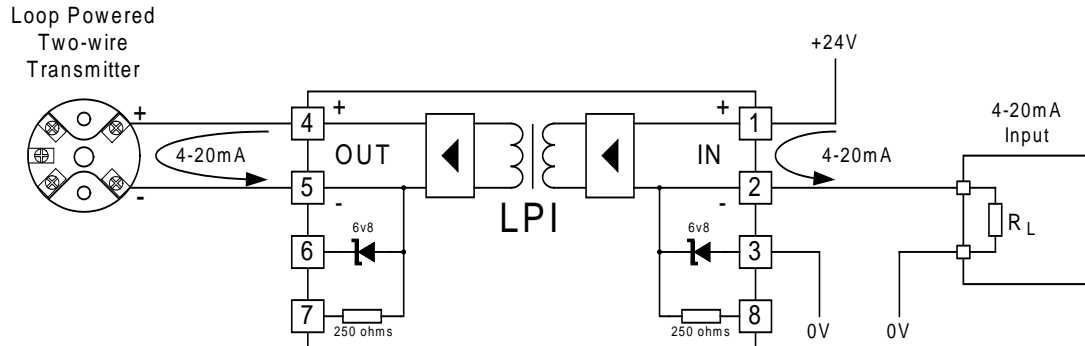 Loop Powered
Two-wire
Transmitter
+
-
4-20mA
4
5
6
7
+
OUT
-
6v8
250 ohms
LPI
+
IN
-
6v8
250 ohms
1
2
3
8
+24V
4-20mA
0V
0V
4-20mA
Input
R L